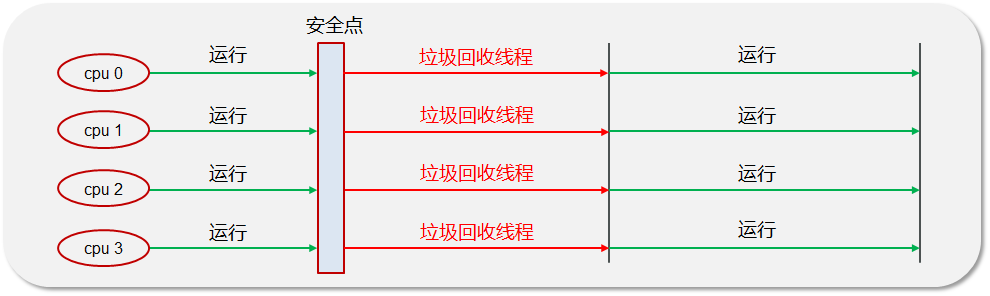 安全点
cpu 0 运行 垃圾回收线程 运行
cpu 1 运行 垃圾回收线程 运行
cpu 2 运行 垃圾回收线程 运行
cpu 3 运行 垃圾回收线程 运行